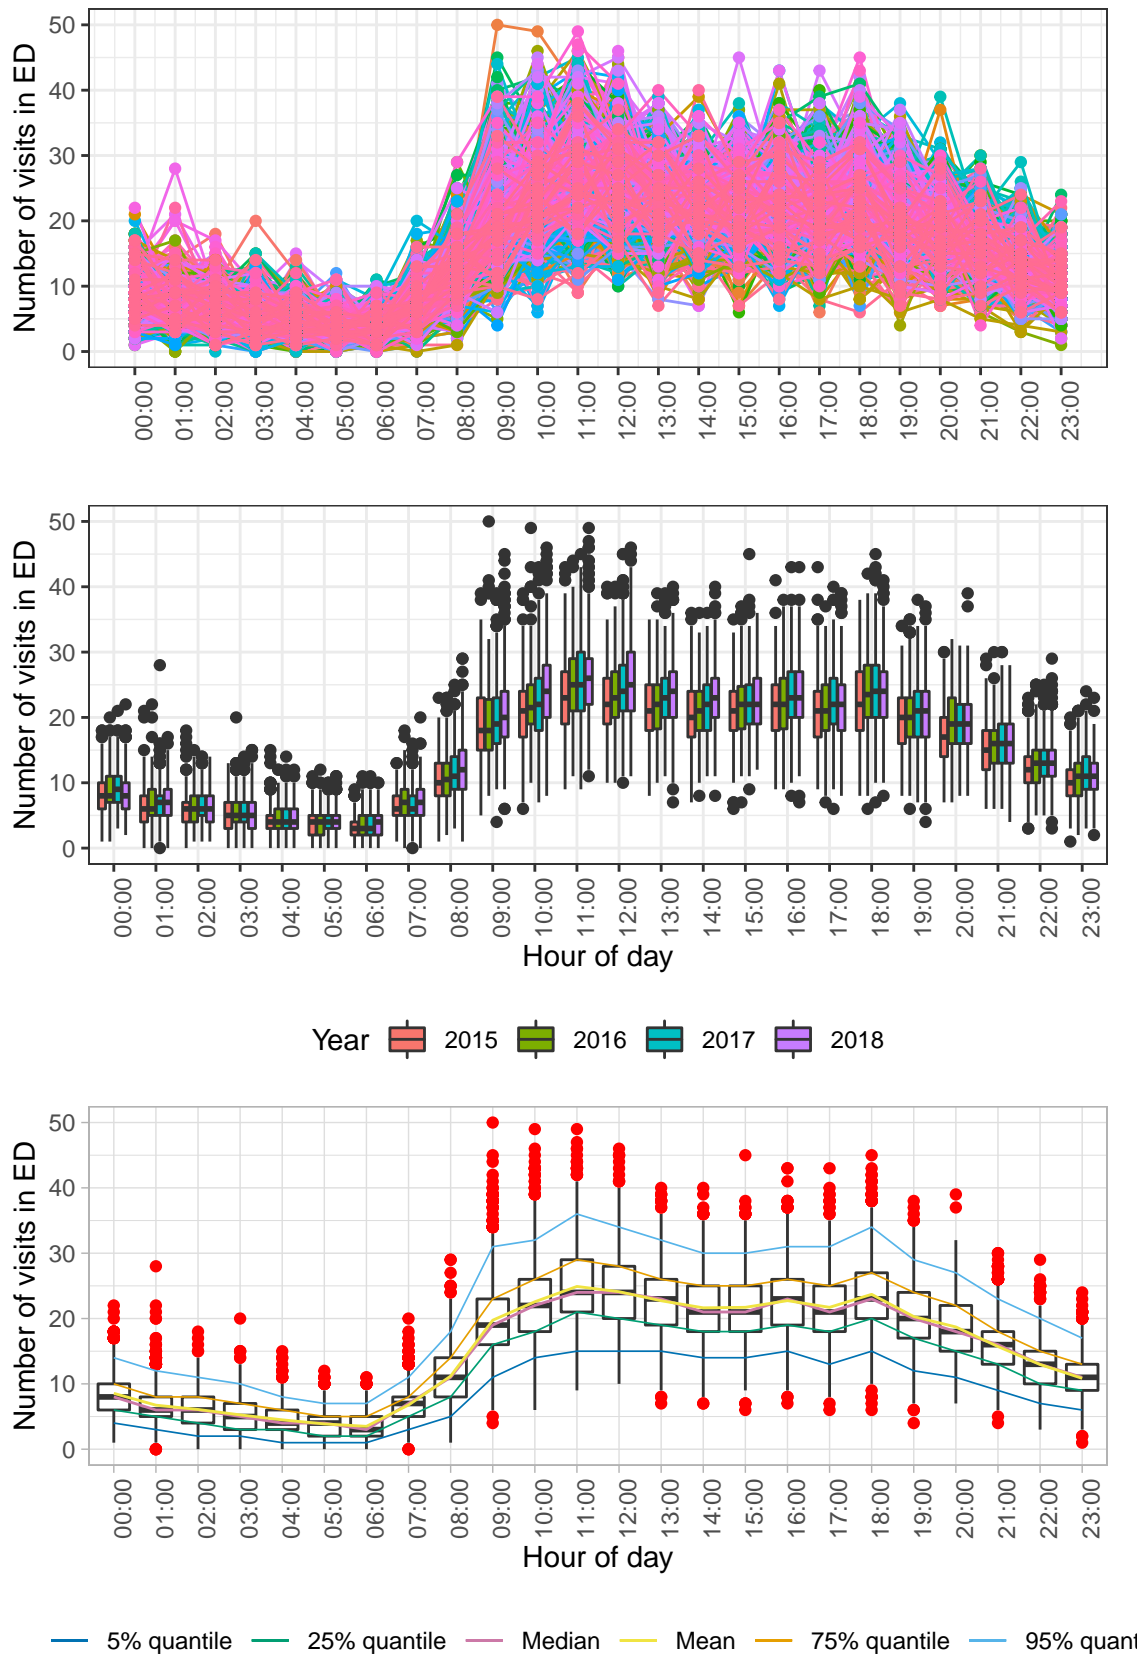 Number of visits in ED
50
40
30
20
10
0
00:00 01:00 02:00 03:00 04:00 05:00 06:00 07:00 08:00 09:00 10:00 11:00 12:00 13:00 14:00 15:00 16:00 17:00 18:00 19:00 20:00 21:00 22:00 23:00
Number of visits in ED
50
40
30
20
10
0
00:00 01:00 02:00 03:00 04:00 05:00 06:00 07:00 08:00 09:00 10:00 11:00 12:00 13:00 14:00 15:00 16:00 17:00 18:00 19:00 20:00 21:00 22:00 23:00
Hour of day
Year 2015 2016 2017 2018
Number of visits in ED
50
40
30
20
10
0
00:00 01:00 02:00 03:00 04:00 05:00 06:00 07:00 08:00 09:00 10:00 11:00 12:00 13:00 14:00 15:00 16:00 17:00 18:00 19:00 20:00 21:00 22:00 23:00
Hour of day
5% quantile 25% quantile Median Mean 75% quantile 95% quant